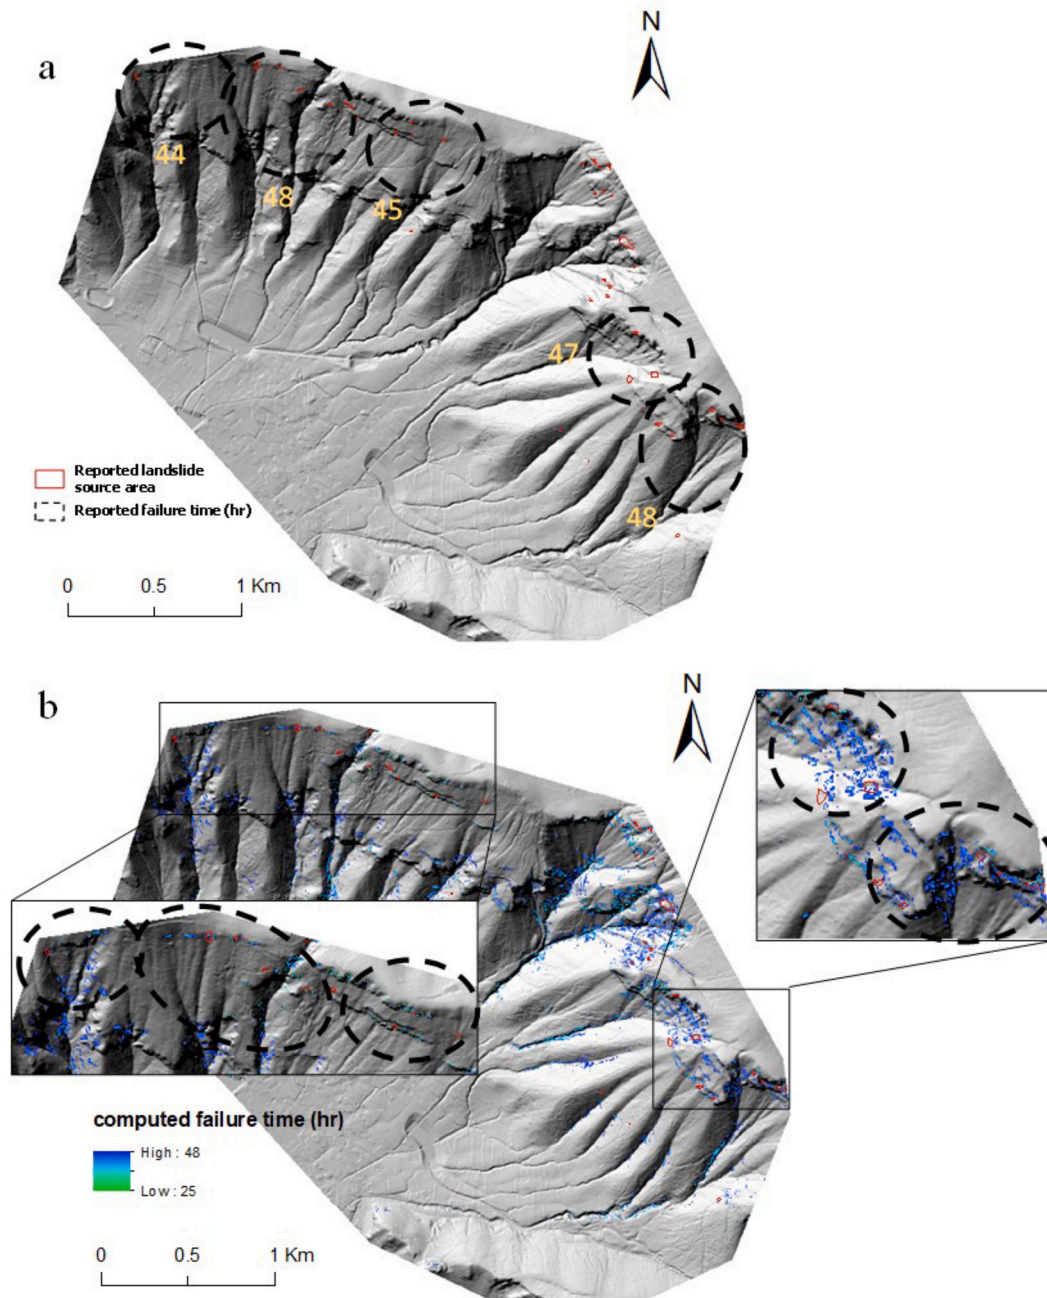 a
N
44
48
45
47
48
Reported landslide
source area
Reported failure time (hr)
0 0.5 1 Km
b
N
computed failure time (hr)
High : 48
Low : 25
0 0.5 1 Km